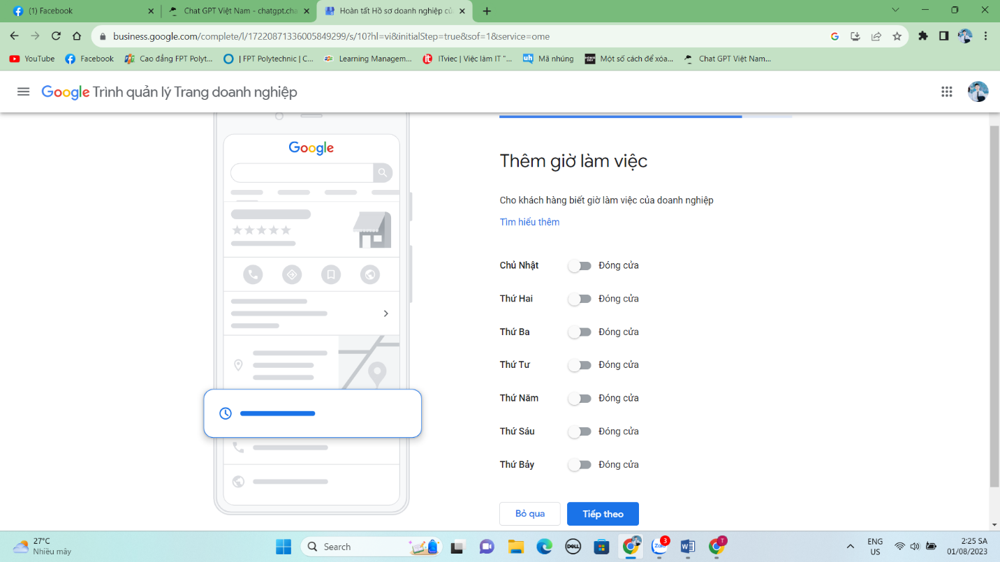 (1) Facebook
Chat GPT Việt Nam - chatgpt.cha
Hoàn tất Hồ sơ doanh nghiệp củ
business.google.com/complete/l/17220871336005849299/s/10?hl=vi&initialStep=true&sof=1&service=ome
YouTube
Facebook
Cao đẳng FPT Polyt...
| FPT Polytechnic | C...
Learning Managem...
ITviec | Việc làm IT "...
Mã nhúng
Một số cách để xóa...
Chat GPT Việt Nam...
Google Trình quản lý Trang doanh nghiệp
Google
Thêm giờ làm việc
Cho khách hàng biết giờ làm việc của doanh nghiệp
Tìm hiểu thêm
Chủ Nhật Đóng cửa
Thứ Hai Đóng cửa
Thứ Ba Đóng cửa
Thứ Tư Đóng cửa
Thứ Năm Đóng cửa
Thứ Sáu Đóng cửa
Thứ Bảy Đóng cửa
Bỏ qua Tiếp theo
27°C
Nhiều mây
Search
DELL
Zalo
3
T
ENG
US
2:25 SA
01/08/2023